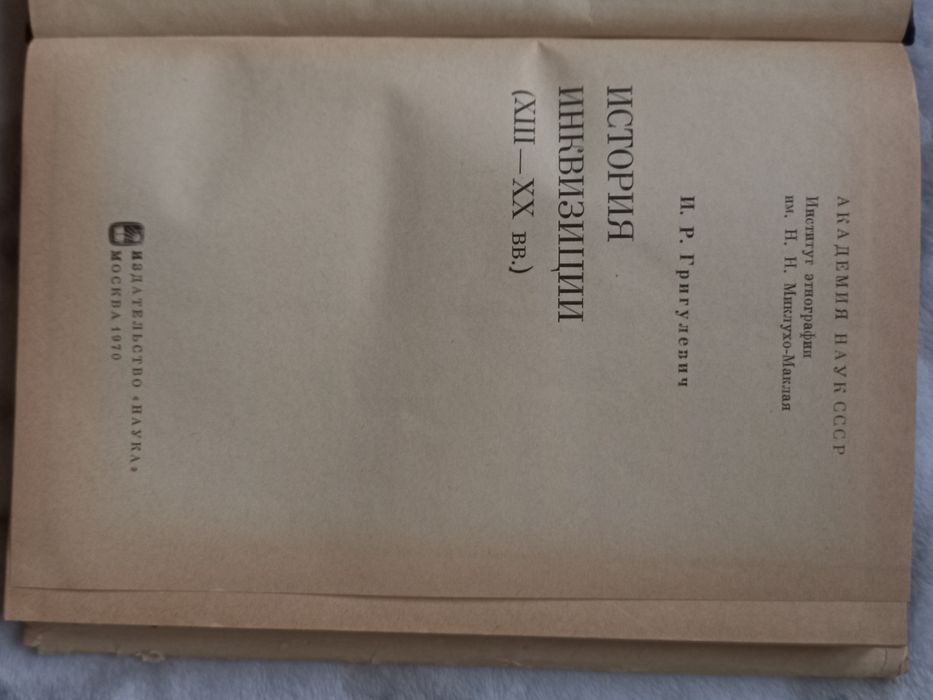 АКАДЕМИЯ НАУК СССР
Институт этнографии
им. Н. Н. Миклухо-Маклая
И. Р. Григулевич
ИСТОРИЯ
ИНКВИЗИЦИИ
(XIII—XX вв.)
ИЗДАТЕЛЬСТВО «НАУКА»
МОСКВА 1970